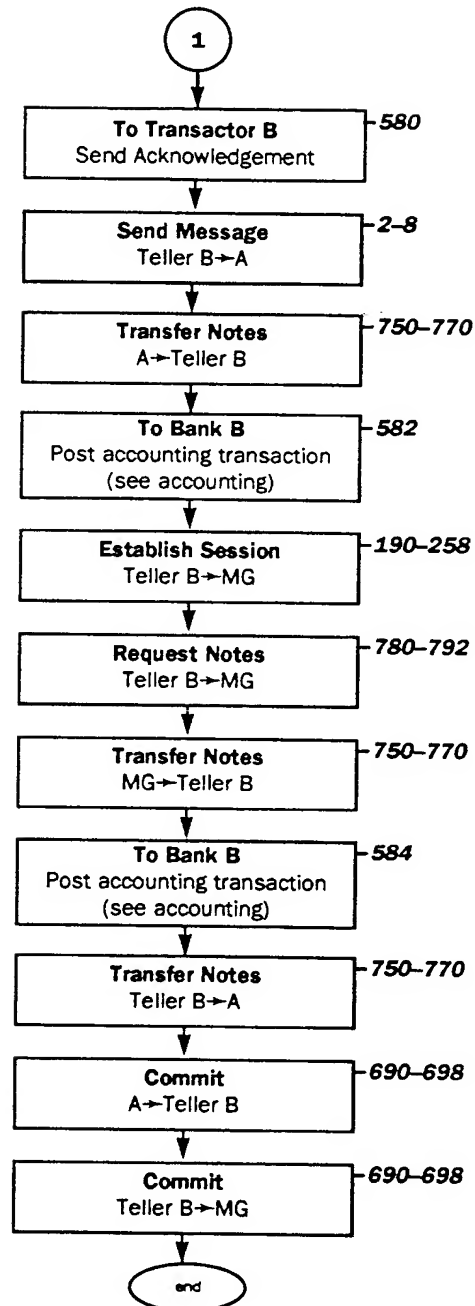 1
To Transactor B
Send Acknowledgement
580
Send Message
Teller B→A
2–8
Transfer Notes
A→Teller B
750–770
To Bank B
Post accounting transaction
(see accounting)
582
Establish Session
Teller B→MG
190–258
Request Notes
Teller B→MG
780–792
Transfer Notes
MG→Teller B
750–770
To Bank B
Post accounting transaction
(see accounting)
584
Transfer Notes
Teller B→A
750–770
Commit
A→Teller B
690–698
Commit
Teller B→MG
690–698
end